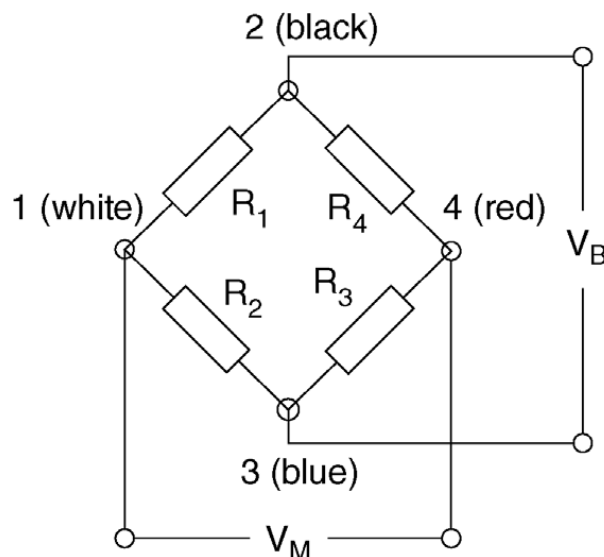 2 (black)
1 (white)
R1
R4
4 (red)
VB
R2
R3
3 (blue)
VM